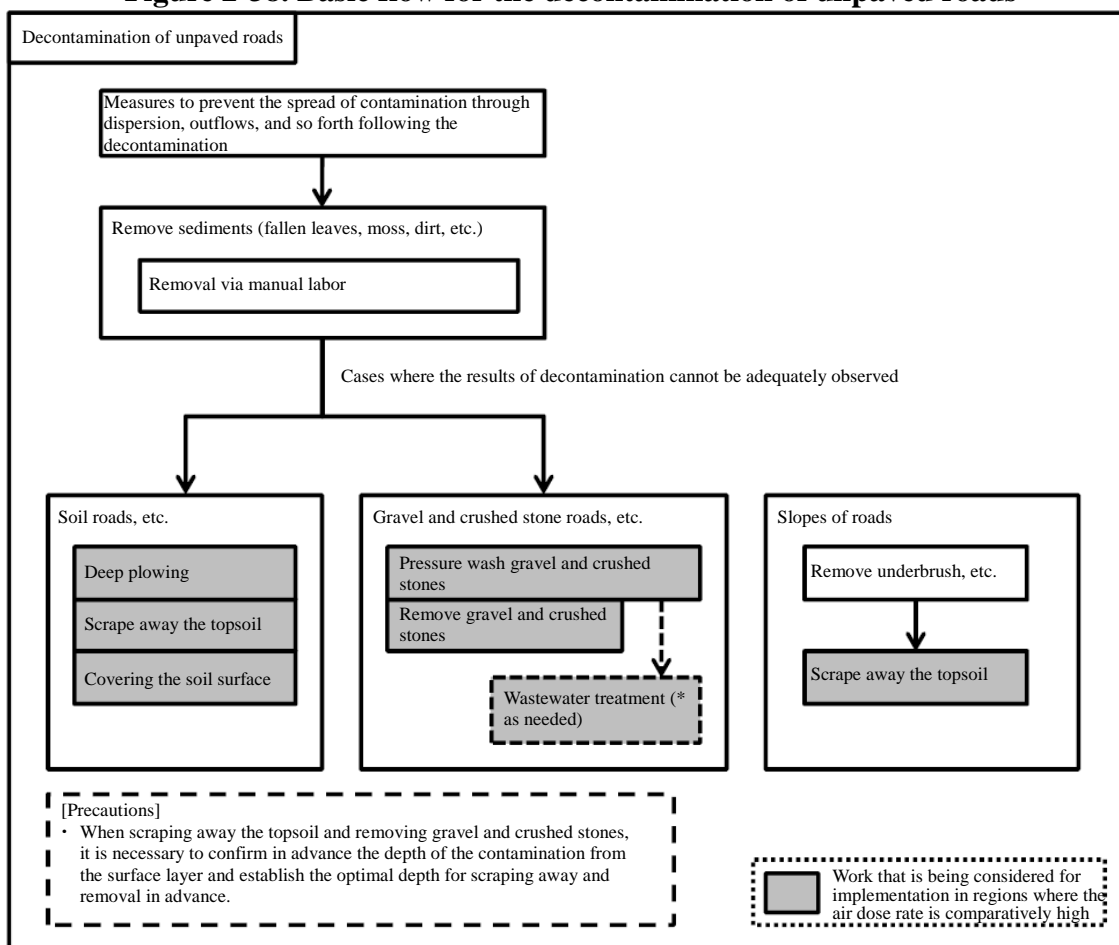 Figure 2-38. Basic flow for the decontamination of unpaved roads
Decontamination of unpaved roads
Measures to prevent the spread of contamination through
dispersion, outflows, and so forth following the
decontamination
Remove sediments (fallen leaves, moss, dirt, etc.)
Removal via manual labor
Cases where the results of decontamination cannot be adequately observed
Soil roads, etc.
Deep plowing
Scrape away the topsoil
Covering the soil surface
Gravel and crushed stone roads, etc.
Pressure wash gravel and crushed
stones
Remove gravel and crushed
stones
Wastewater treatment (*
as needed)
Slopes of roads
Remove underbrush, etc.
Scrape away the topsoil
[Precautions]
・ When scraping away the topsoil and removing gravel and crushed stones,
it is necessary to confirm in advance the depth of the contamination from
the surface layer and establish the optimal depth for scraping away and
removal in advance.
Work that is being considered for
implementation in regions where the
air dose rate is comparatively high